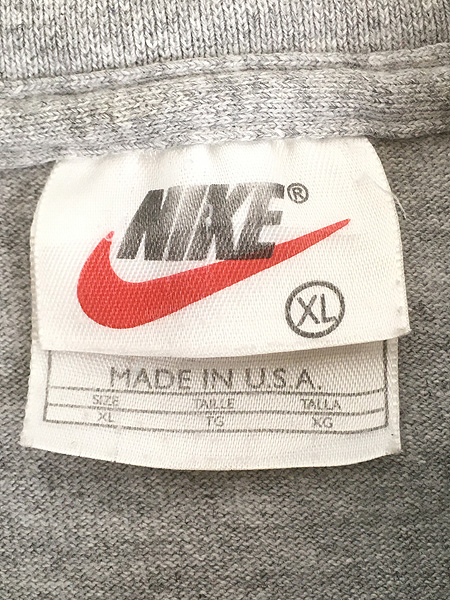 NIKE®
XL
MADE IN U.S.A.
SIZE TAILLE TALLA
XL TG XG